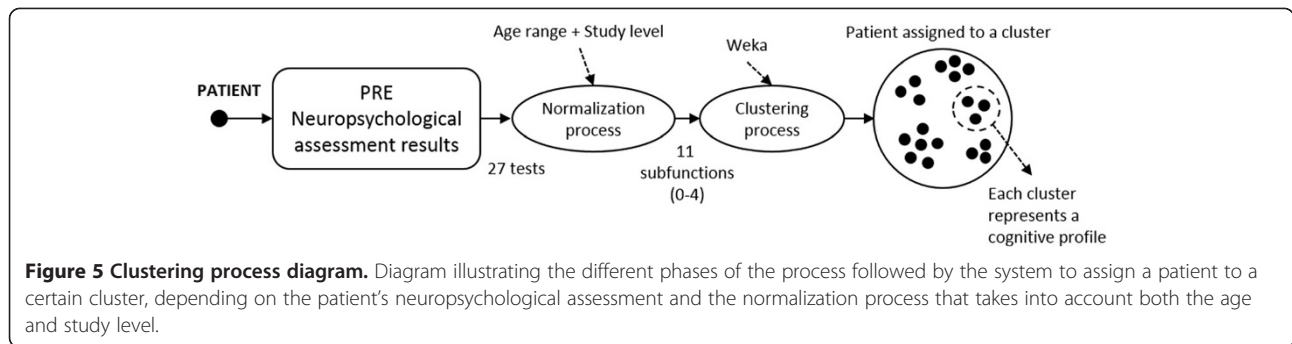 Age range + Study level
Weka
Patient assigned to a cluster
PATIENT
PRE
Neuropsychological
assessment results
27 tests
Normalization
process
11
subfunctions
(0-4)
Clustering
process
Each cluster
represents a
cognitive profile
Figure 5 Clustering process diagram. Diagram illustrating the different phases of the process followed by the system to assign a patient to a
certain cluster, depending on the patient's neuropsychological assessment and the normalization process that takes into account both the age
and study level.